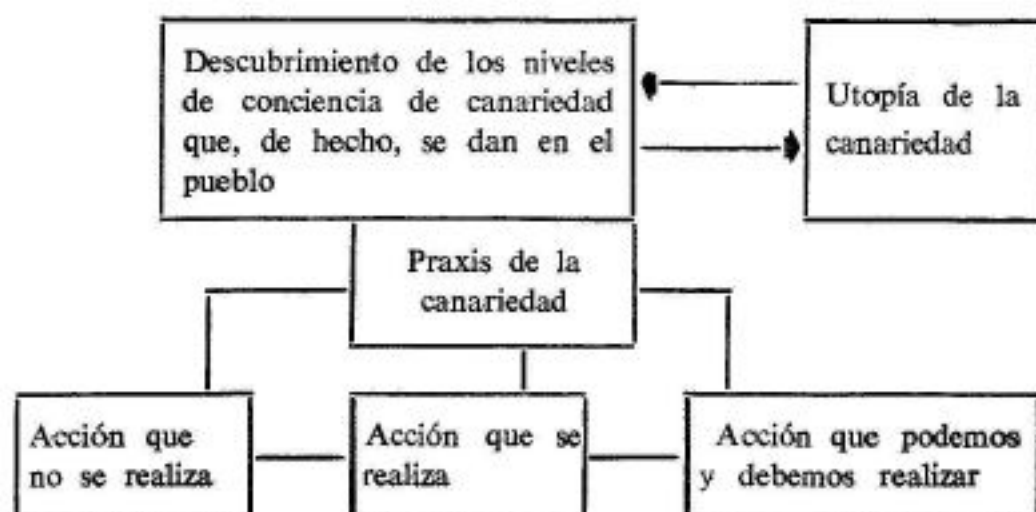 Descubrimiento de los niveles
de conciencia de canariedad
que, de hecho, se dan en el
pueblo
Utopía de la
canariedad
Praxis de la
canariedad
Acción que
no se realiza
Acción que se
realiza
Acción que podemos
y debemos realizar